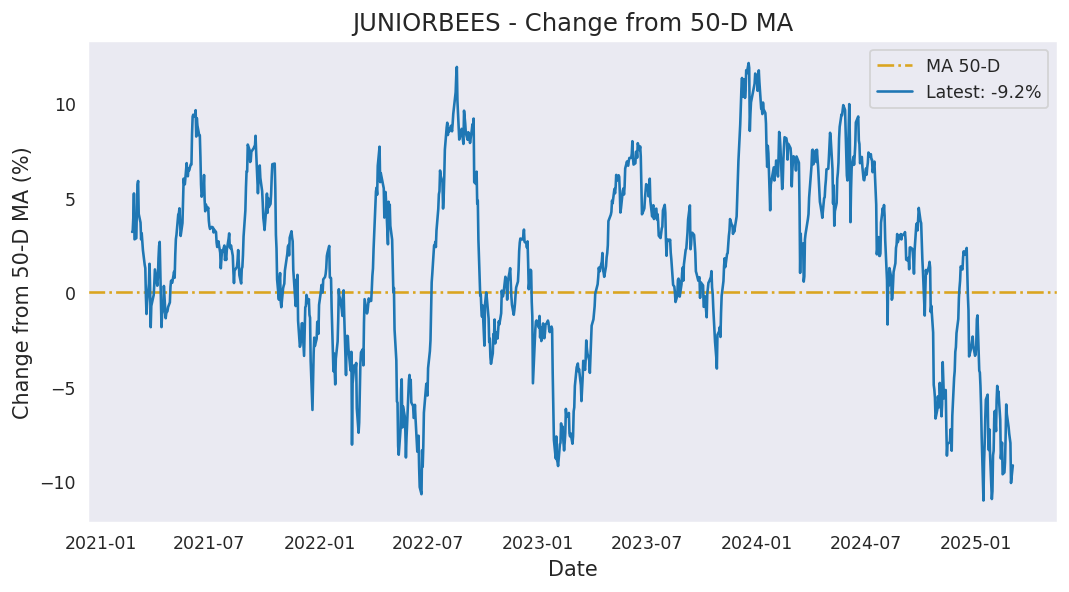 JUNIORBEES - Change from 50-D MA
MA 50-D
Latest: -9.2%
Change from 50-D MA (%)
10
5
0
−5
−10
2021-01 2021-07 2022-01 2022-07 2023-01 2023-07 2024-01 2024-07 2025-01
Date